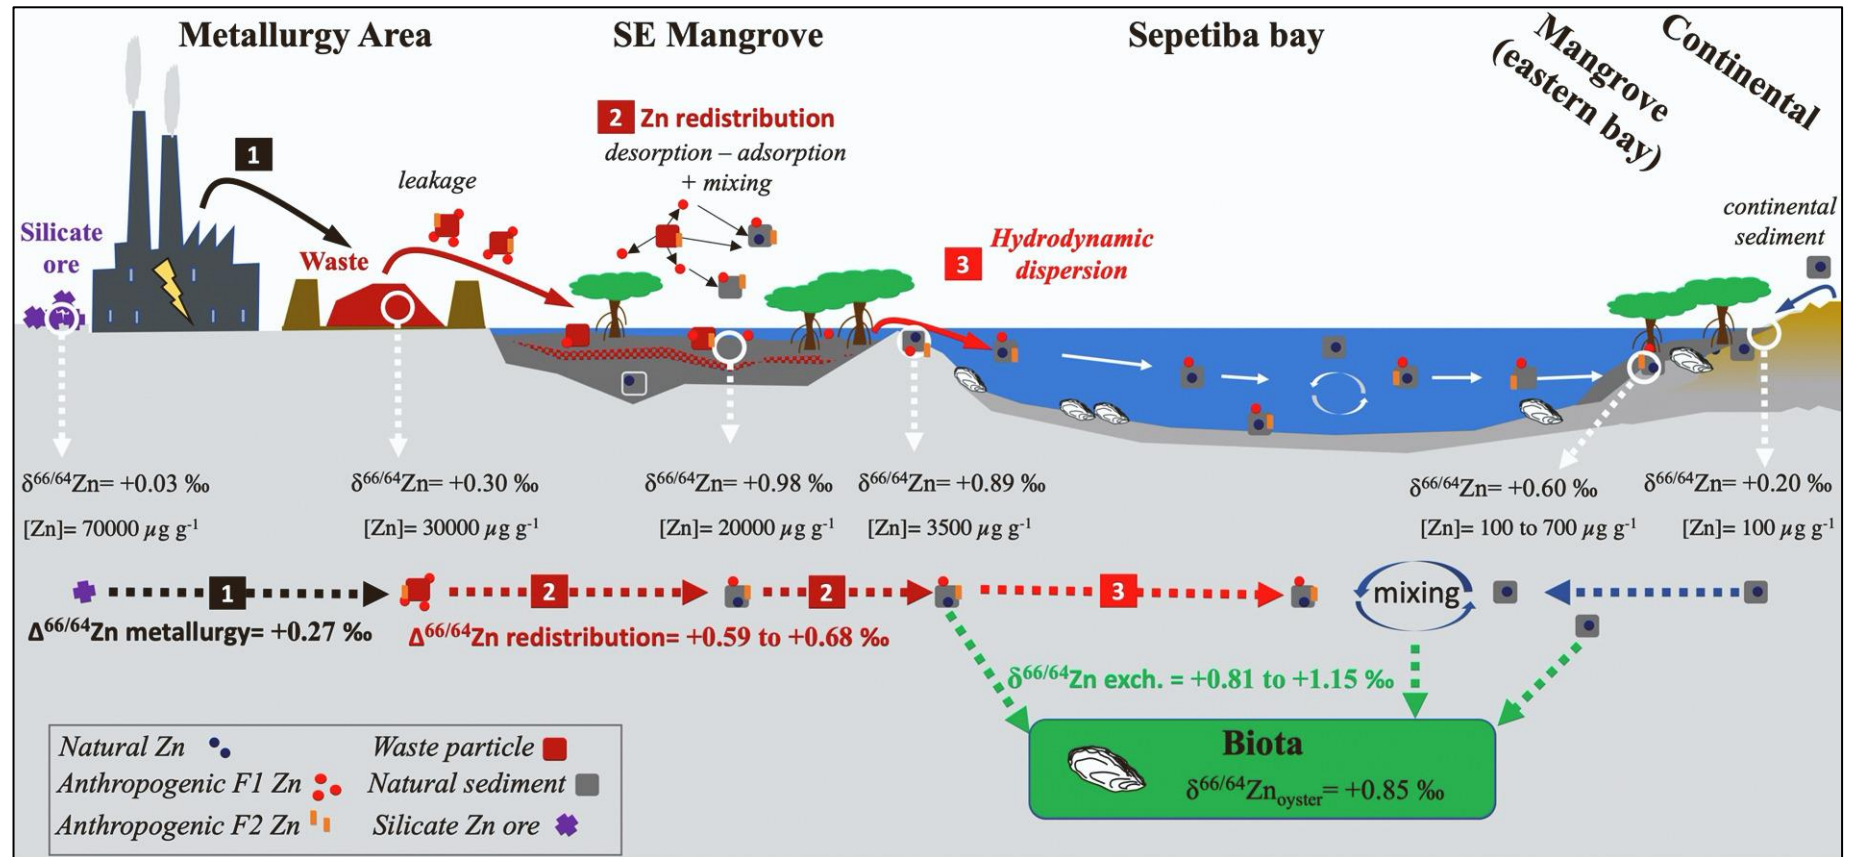 Metallurgy Area
SE Mangrove
Sepetiba bay
Mangrove
(eastern bay)
Continental
1
2 Zn redistribution
desorption – adsorption
+ mixing
leakage
Silicate
ore
Waste
3 Hydrodynamic
dispersion
continental
sediment
δ66/64Zn= +0.03 ‰
[Zn]= 70000 µg g-1
δ66/64Zn= +0.30 ‰
[Zn]= 30000 µg g-1
δ66/64Zn= +0.98 ‰
[Zn]= 20000 µg g-1
δ66/64Zn= +0.89 ‰
[Zn]= 3500 µg g-1
δ66/64Zn= +0.60 ‰
[Zn]= 100 to 700 µg g-1
δ66/64Zn= +0.20 ‰
[Zn]= 100 µg g-1
1
2
2
3
mixing
Δ66/64Zn metallurgy= +0.27 ‰
Δ66/64Zn redistribution= +0.59 to +0.68 ‰
δ66/64Zn exch. = +0.81 to +1.15 ‰
Biota
δ66/64Znoyster= +0.85 ‰
Natural Zn
Waste particle
Anthropogenic F1 Zn
Natural sediment
Anthropogenic F2 Zn
Silicate Zn ore